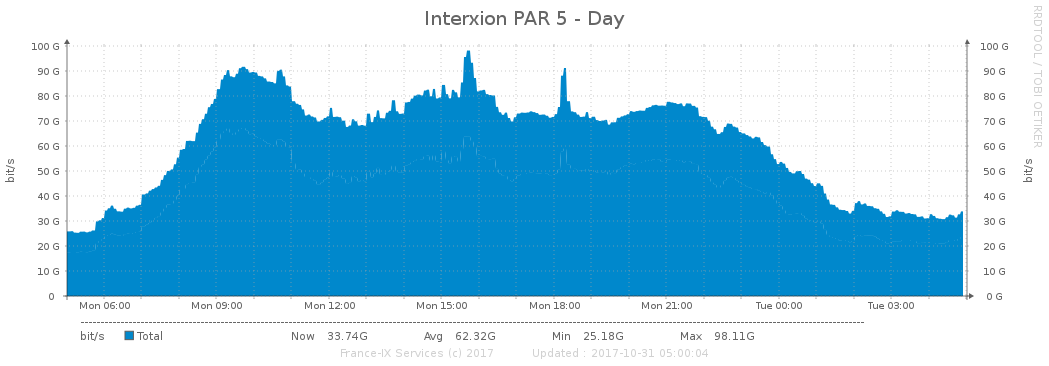 Interxion PAR 5 - Day
RRDTOOL / TOBI OETIKER
100 G 100 G
90 G 90 G
80 G 80 G
70 G 70 G
60 G 60 G
50 G 50 G
40 G 40 G
30 G 30 G
20 G 20 G
10 G 10 G
0 0 G
bit/s bit/s
Mon 06:00 Mon 09:00 Mon 12:00 Mon 15:00 Mon 18:00 Mon 21:00 Tue 00:00 Tue 03:00
bit/s Total Now 33.74G Avg 62.32G Min 25.18G Max 98.11G
France-IX Services (c) 2017 Updated : 2017-10-31 05:00:04